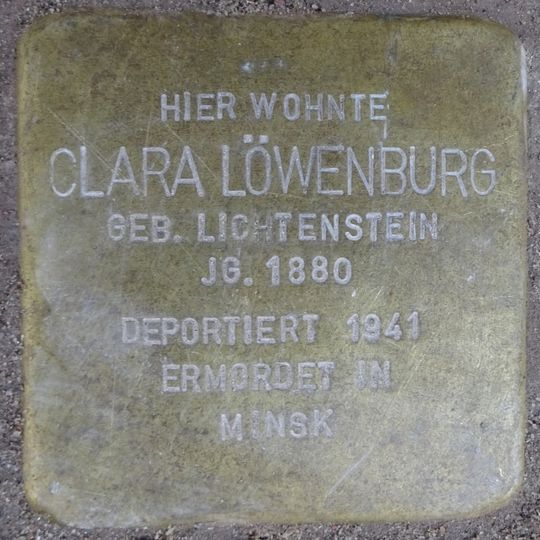 HIER WOHNTE
CLARA LÖWENBURG
GEB. LICHTENSTEIN
JG. 1880
DEPORTIERT 1941
ERMORDET IN
MINSK